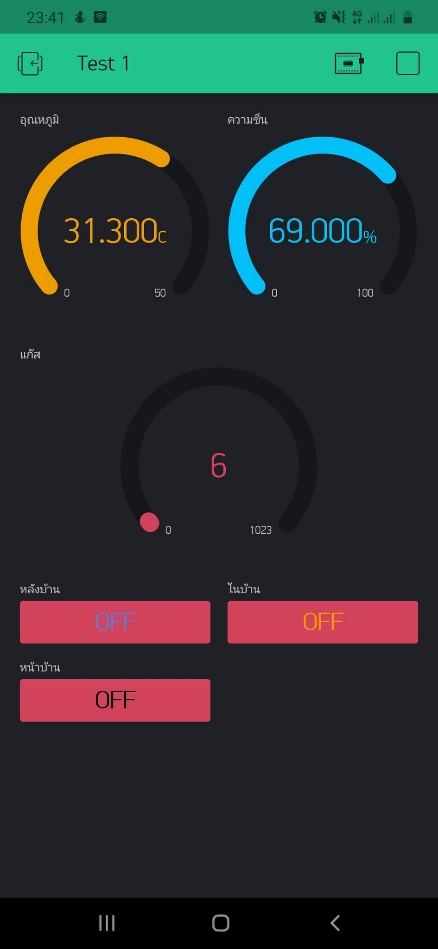 23:41 4G
Test 1
อุณหภูมิ ความชื้น
31.300C 69.000%
0 50 0 100
แก๊ส
6
0 1023
หลังบ้าน ในบ้าน
OFF OFF
หน้าบ้าน
OFF